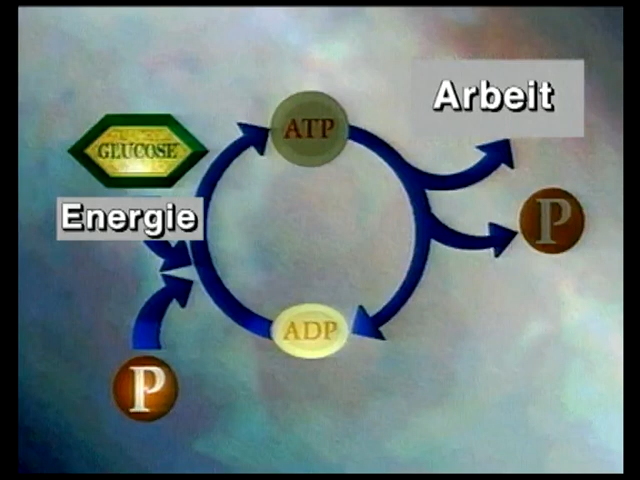 Arbeit
ATP
GLUCOSE
Energie
P
ADP
P